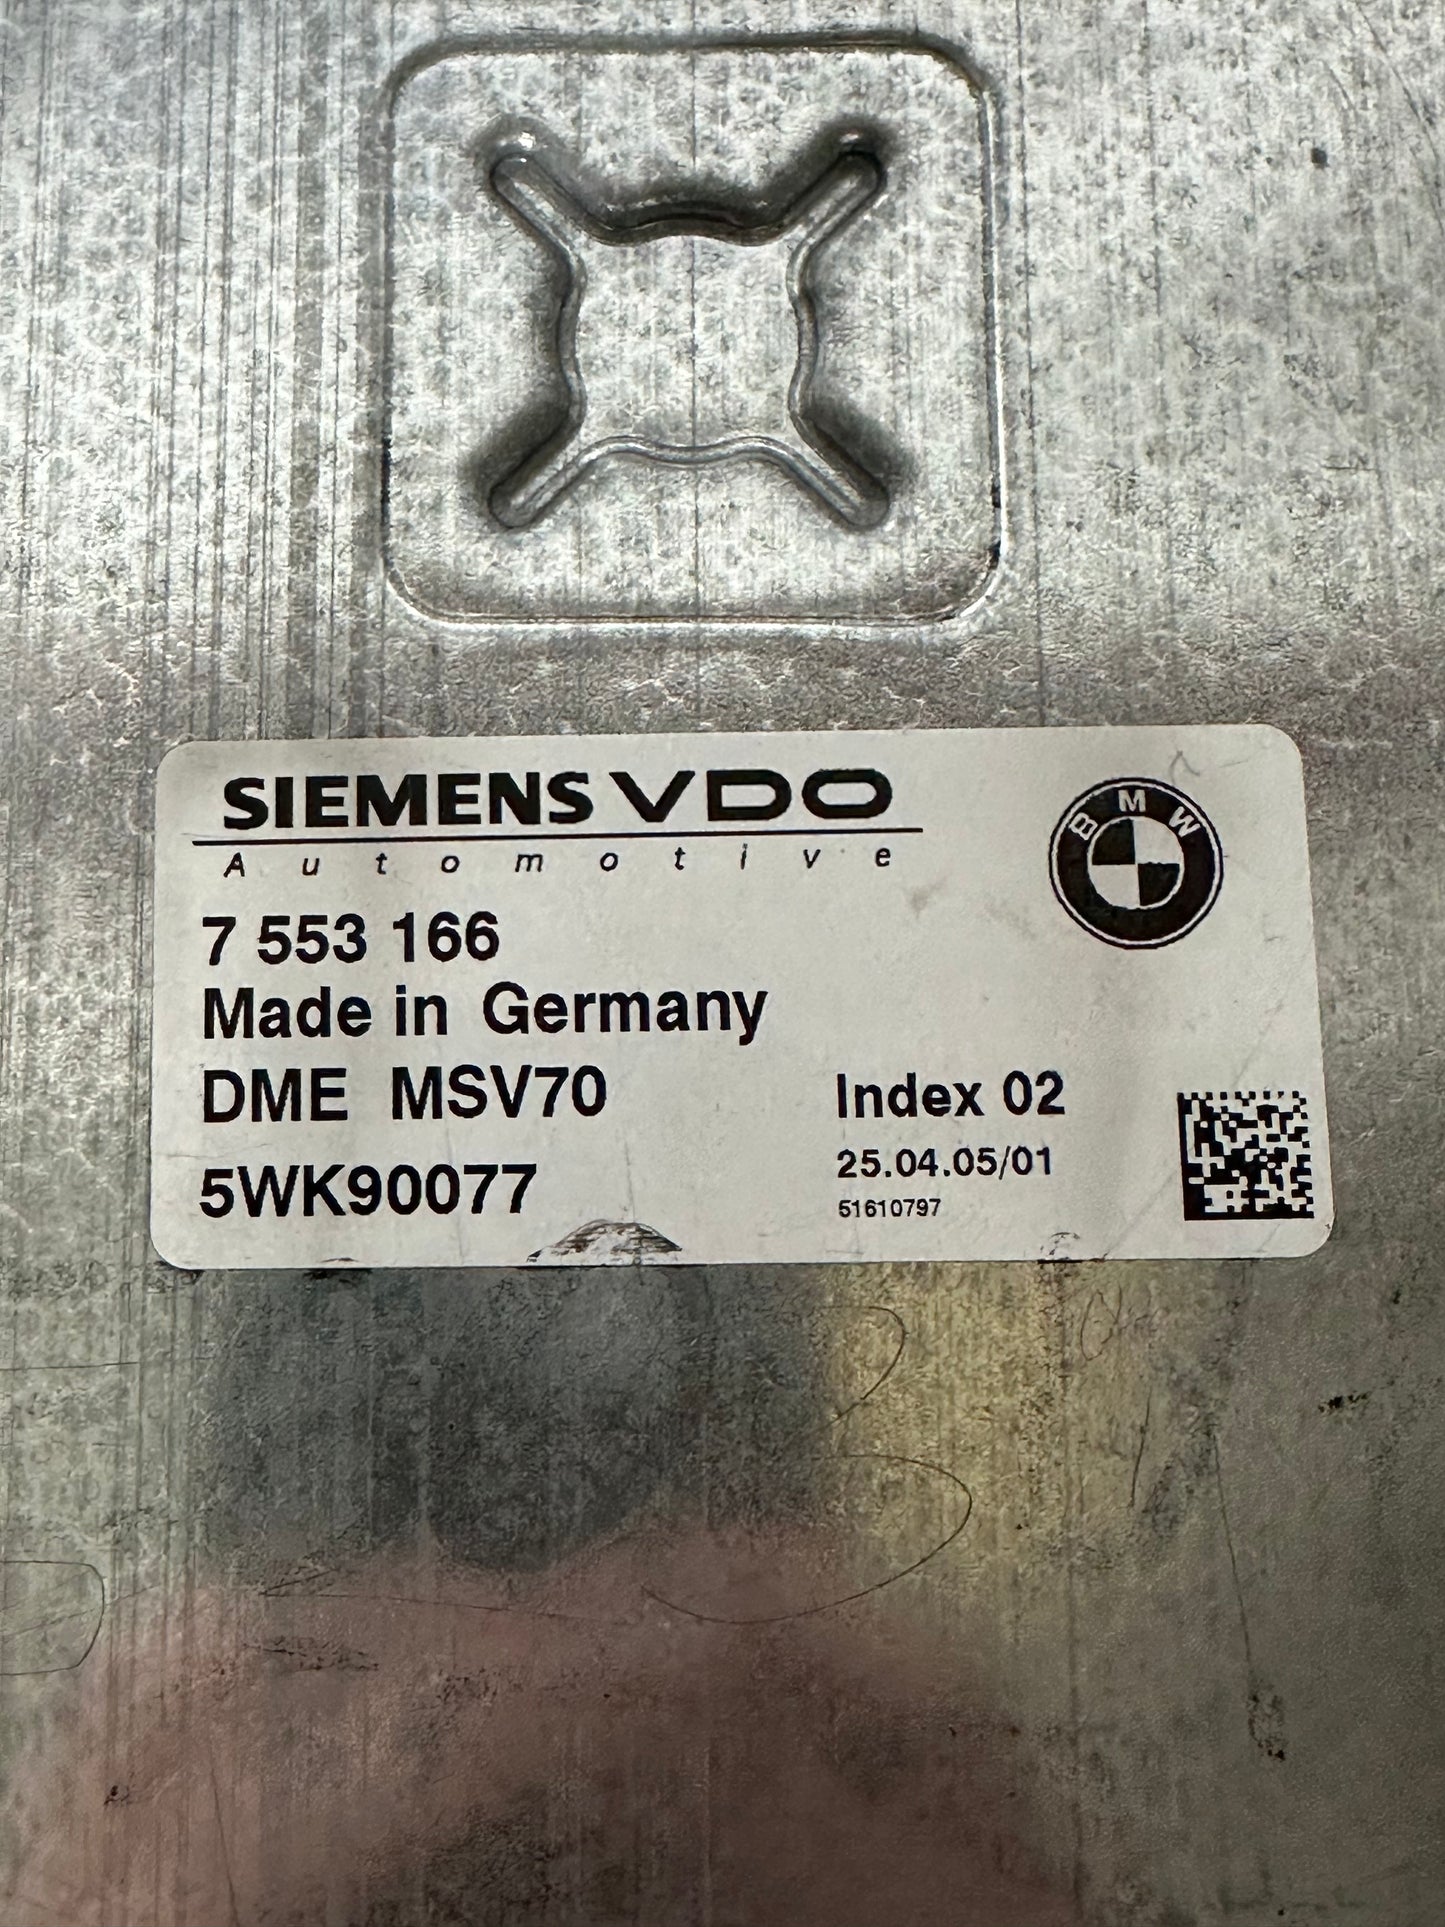 SIEMENS VDO
Automotive
BMW
7 553 166
Made in Germany
DME MSV70
Index 02
5WK90077
25.04.05/01
51610797